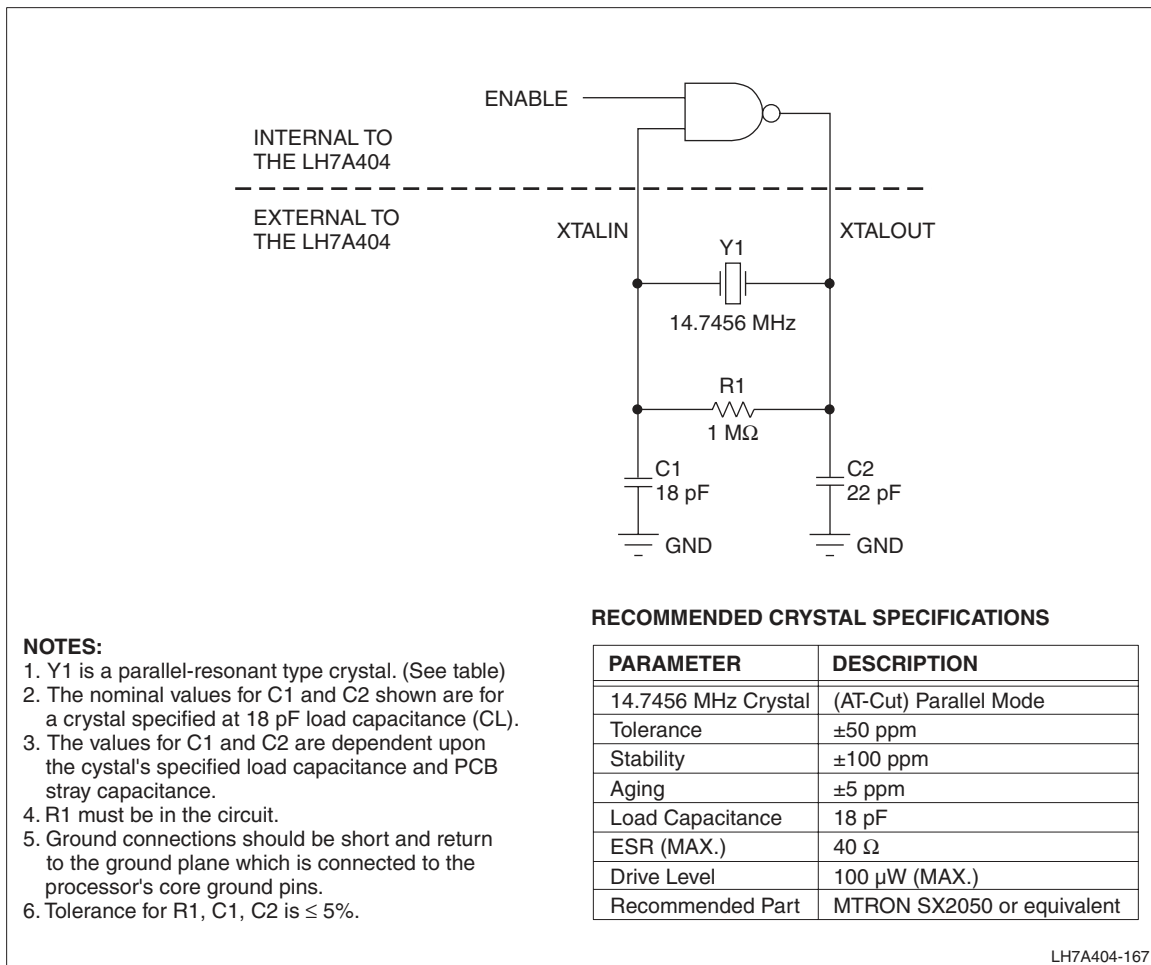 ENABLE
INTERNAL TO
THE LH7A404
EXTERNAL TO
THE LH7A404
XTALIN
XTALOUT
Y1
14.7456 MHz
R1
1 MΩ
C1
18 pF
C2
22 pF
GND
GND
NOTES:
1. Y1 is a parallel-resonant type crystal. (See table)
2. The nominal values for C1 and C2 shown are for
a crystal specified at 18 pF load capacitance (CL).
3. The values for C1 and C2 are dependent upon
the cystal's specified load capacitance and PCB
stray capacitance.
4. R1 must be in the circuit.
5. Ground connections should be short and return
to the ground plane which is connected to the
processor's core ground pins.
6. Tolerance for R1, C1, C2 is ≤ 5%.
RECOMMENDED CRYSTAL SPECIFICATIONS
PARAMETER DESCRIPTION
14.7456 MHz Crystal (AT-Cut) Parallel Mode
Tolerance ±50 ppm
Stability ±100 ppm
Aging ±5 ppm
Load Capacitance 18 pF
ESR (MAX.) 40 Ω
Drive Level 100 µW (MAX.)
Recommended Part MTRON SX2050 or equivalent
LH7A404-167